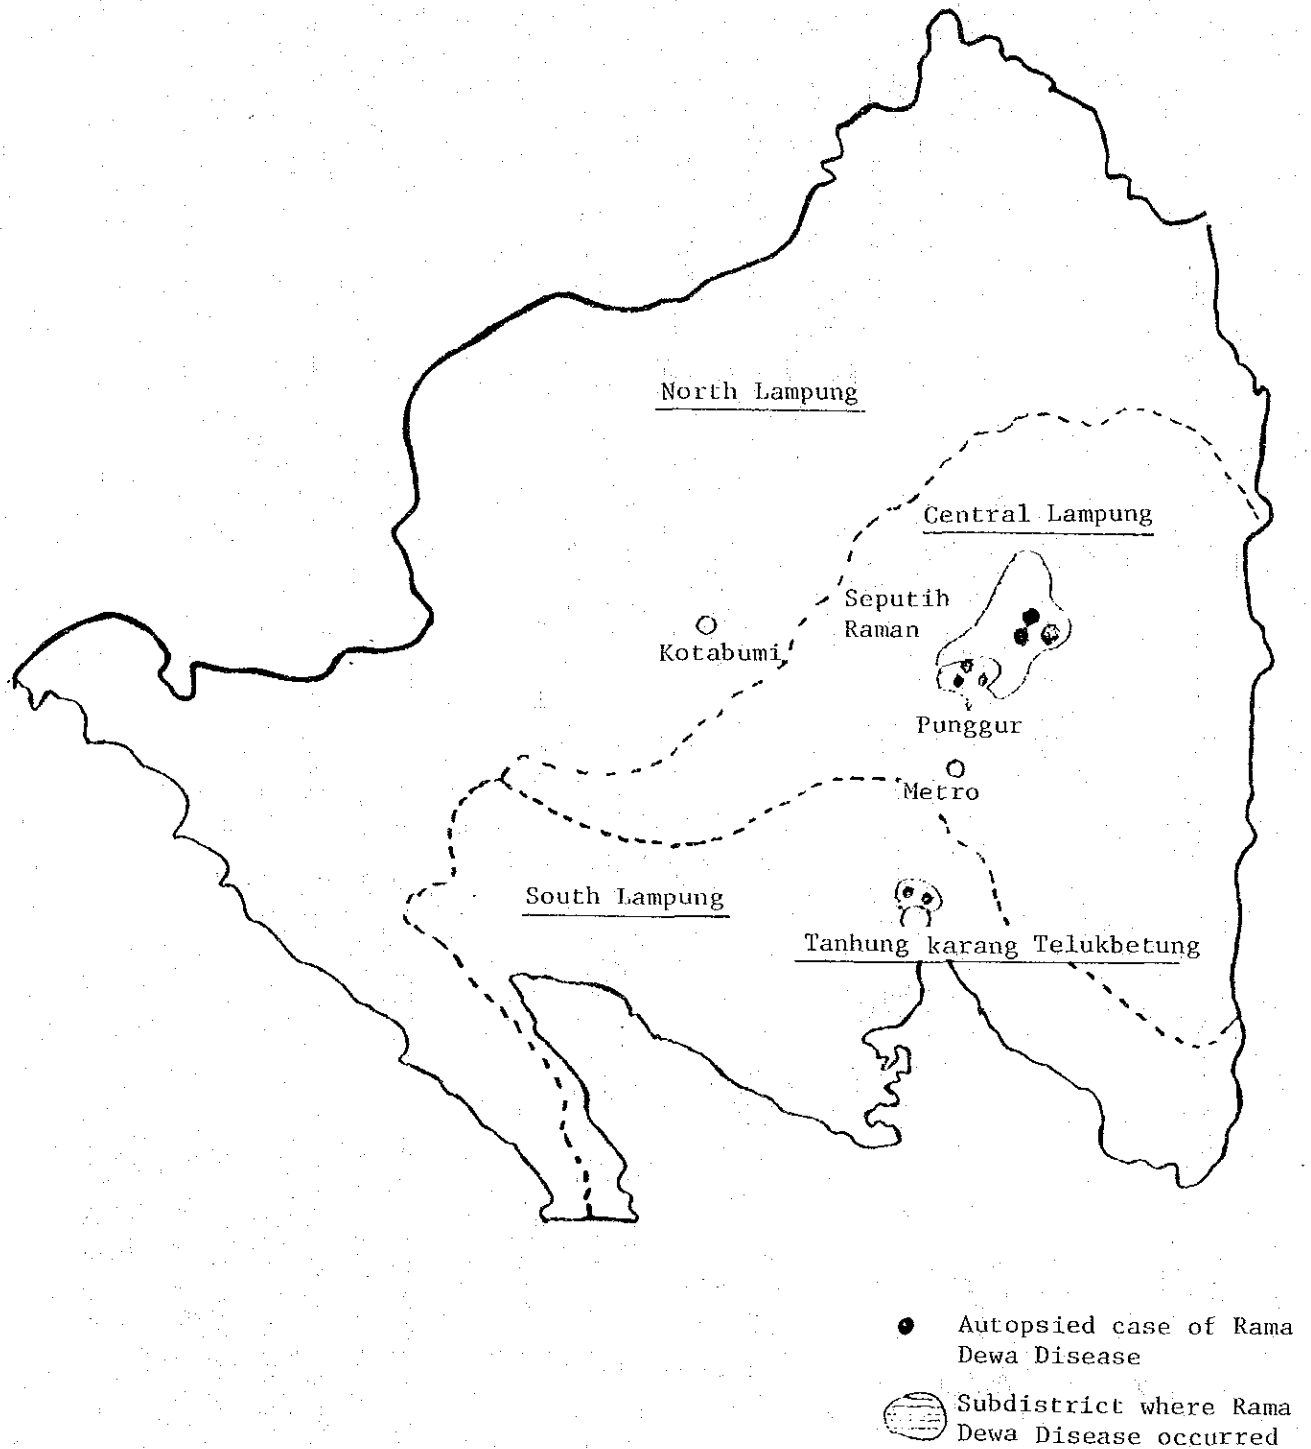 North Lampung
Central Lampung
Seputih
Raman
Kotabumi
Punggur
Metro
South Lampung
Tanhung karang Telukbetung
Autopsied case of Rama
Dewa Disease
Subdistrict where Rama
Dewa Disease occurred